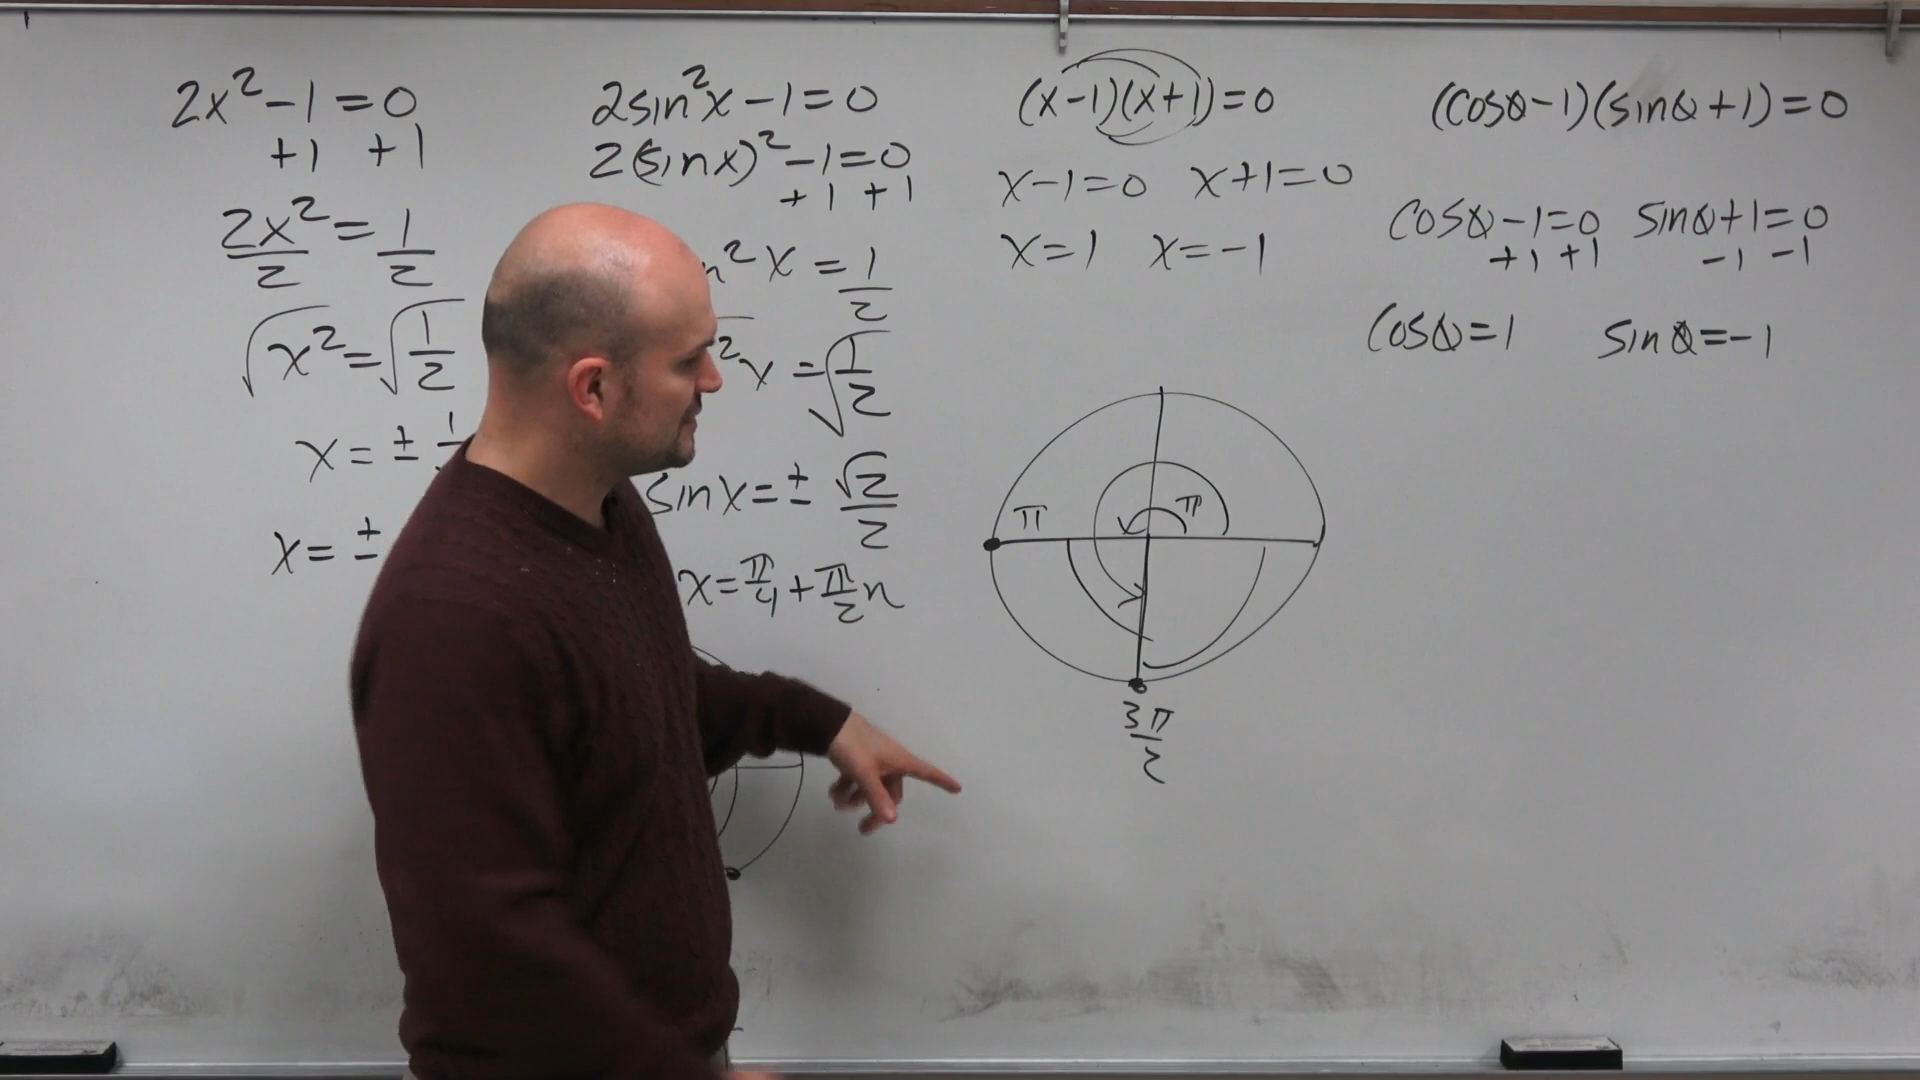 2x² - 1 = 0
+1 +1
2x²/2 = 1/2
√x² = √1/2
x = ±
x = ±
2sin²x - 1 = 0
2(sinx)² - 1 = 0
+1 +1
²x = 1/2
²x = √1/2
sinx = ± √2/2
x = π/4 + π/2 n
(x-1)(x+1) = 0
x-1=0 x+1=0
x=1 x=-1
π π
3π/2
(cosθ-1)(sinθ+1) = 0
cosθ-1=0 sinθ+1=0
+1 +1 -1 -1
cosθ=1 sinθ=-1